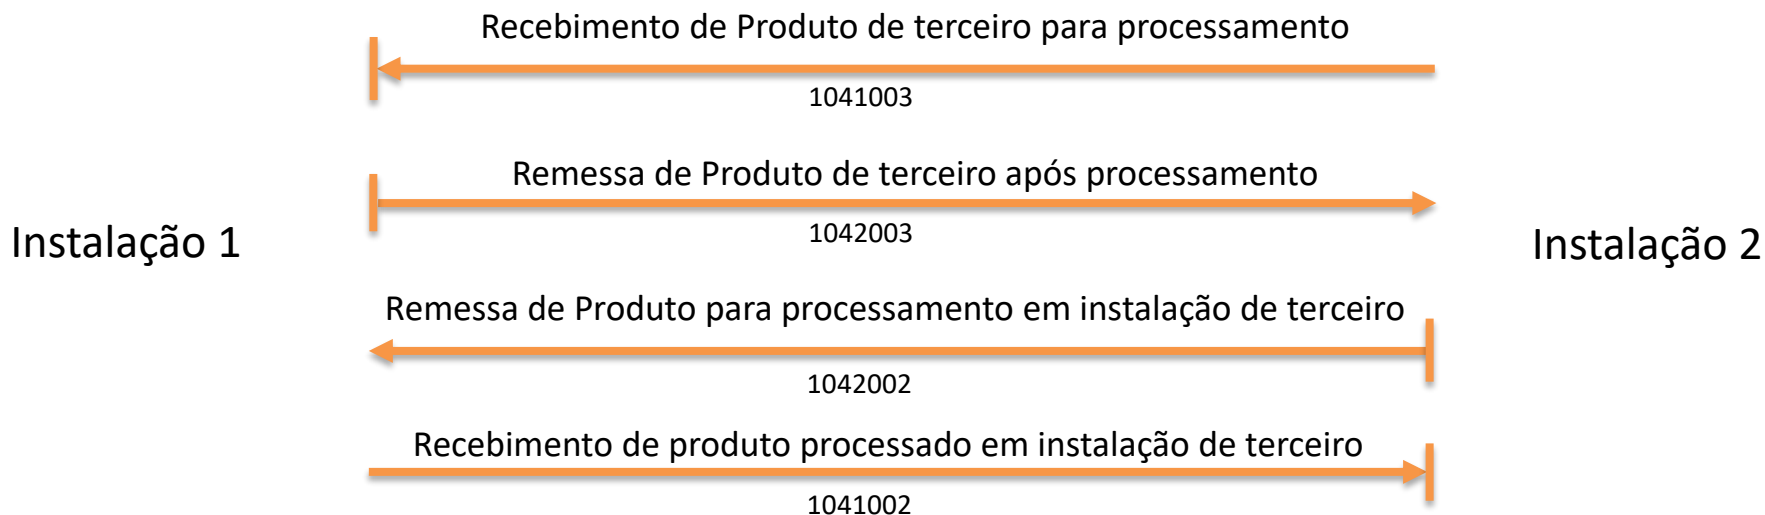 Recebimento de Produto de terceiro para processamento
1041003
Remessa de Produto de terceiro após processamento
1042003
Instalação 1
Instalação 2
Remessa de Produto para processamento em instalação de terceiro
1042002
Recebimento de produto processado em instalação de terceiro
1041002